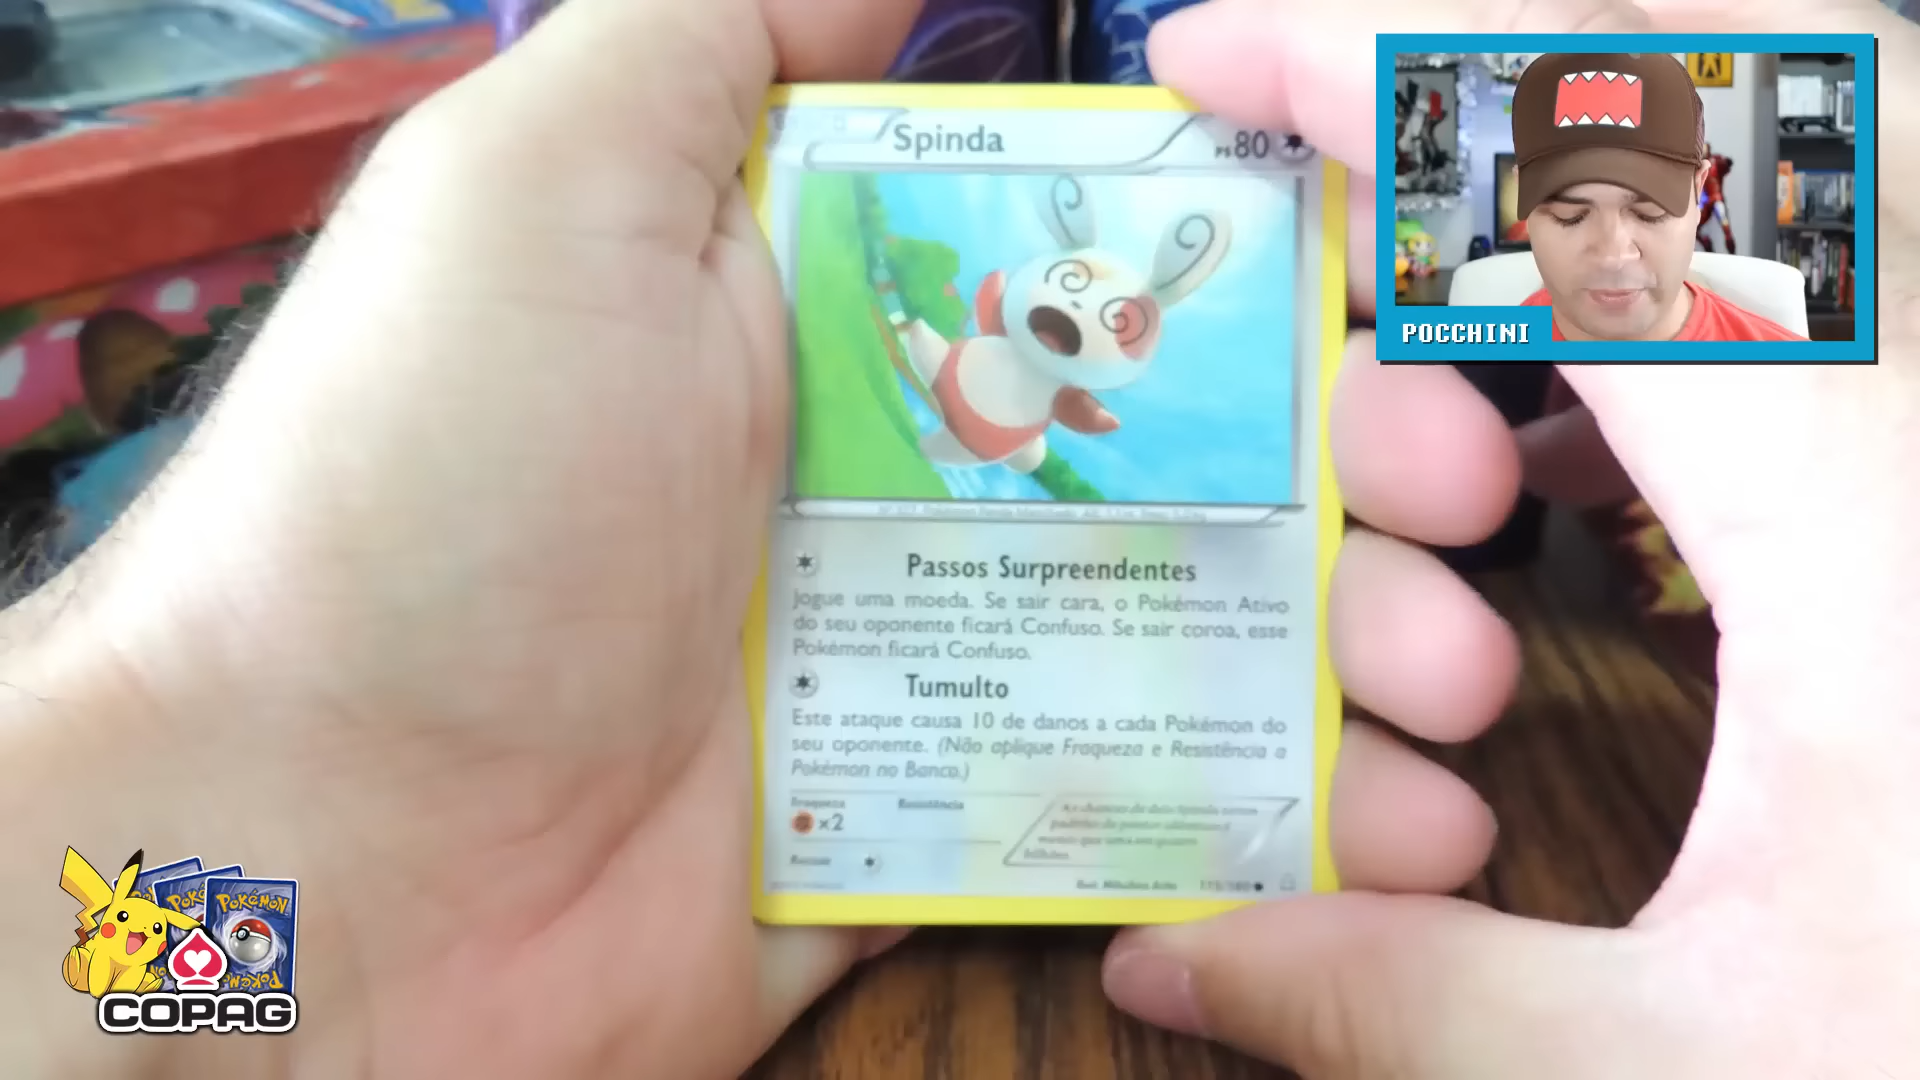 Spinda
PS80
POCCHINI
Passos Surpreendentes
Jogue uma moeda. Se sair cara, o Pokémon Ativo
do seu oponente ficará Confuso. Se sair coroa, esse
Pokémon ficará Confuso.
Tumulto
Este ataque causa 10 de danos a cada Pokémon do
seu oponente. (Não aplique Fraqueza e Resistência a
Pokémon no Banco.)
Fraqueza
Resistência
×2
Recuar
POKéMON
COPAG